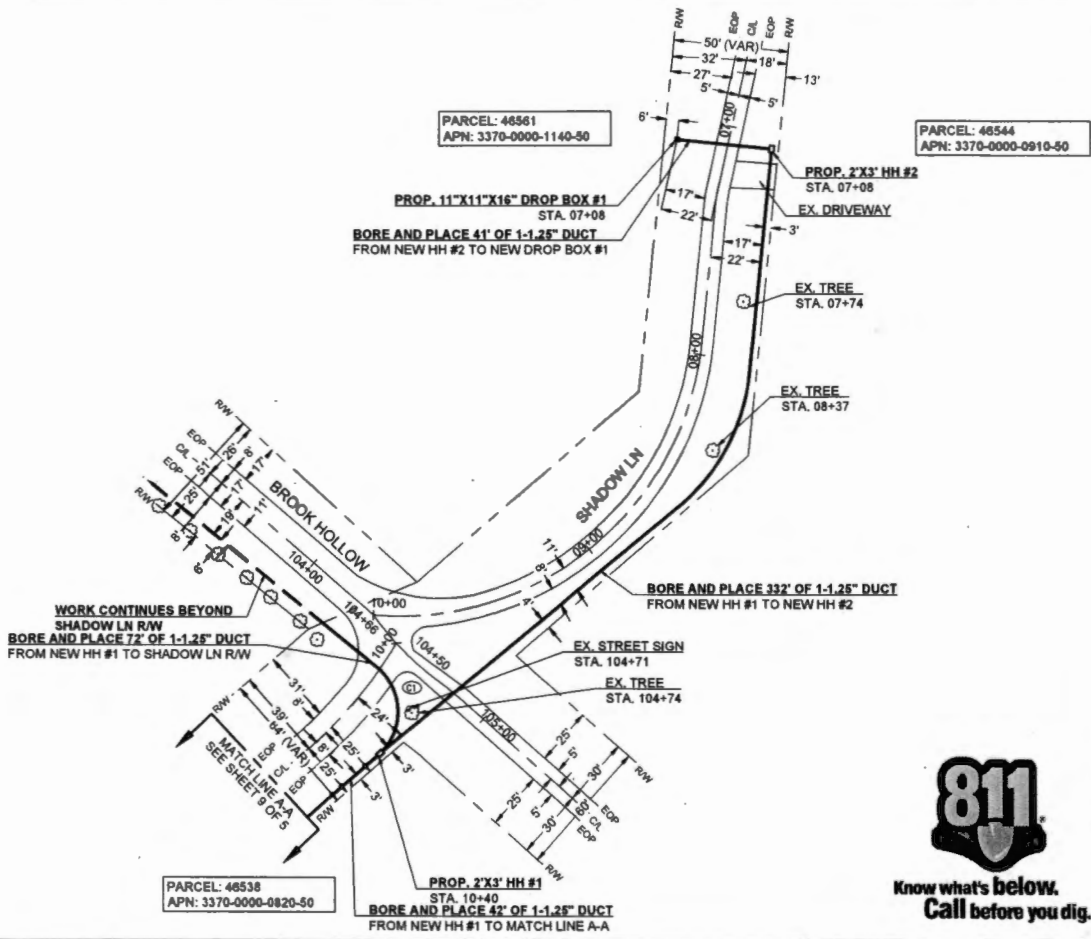 R/W
EOP
C/L
EOP
R/W
50' (VAR)
32'
18'
27'
13'
5'
5'
6'
07+00
PARCEL: 46561
APN: 3370-0000-1140-50
PARCEL: 46544
APN: 3370-0000-0910-50
PROP. 2'X3' HH #2
STA. 07+08
PROP. 11"X11"X16" DROP BOX #1
STA. 07+08
EX. DRIVEWAY
BORE AND PLACE 41' OF 1-1.25" DUCT
FROM NEW HH #2 TO NEW DROP BOX #1
17'
22'
3'
17'
22'
EX. TREE
STA. 07+74
08+00
EX. TREE
STA. 08+37
R/W
EOP
C/L
EOP
R/W
51'
26'
8'
17'
25'
17'
8'
19'
11'
6'
BROOK HOLLOW
SHADOW LN
104+00
11'
09+00
8'
4'
BORE AND PLACE 332' OF 1-1.25" DUCT
FROM NEW HH #1 TO NEW HH #2
WORK CONTINUES BEYOND
SHADOW LN R/W
BORE AND PLACE 72' OF 1-1.25" DUCT
FROM NEW HH #1 TO SHADOW LN R/W
104+66
10+00
10+00
104+50
EX. STREET SIGN
STA. 104+71
EX. TREE
STA. 104+74
C1
105+00
31'
8'
39'
64' (VAR)
8'
25'
25'
24'
3'
3'
R/W
EOP
C/L
EOP
R/W
MATCH LINE A-A
SEE SHEET 9 OF 5
25'
5'
30'
60'
25'
5'
30'
R/W
EOP
C/L
EOP
R/W
PARCEL: 46538
APN: 3370-0000-0820-50
PROP. 2'X3' HH #1
STA. 10+40
BORE AND PLACE 42' OF 1-1.25" DUCT
FROM NEW HH #1 TO MATCH LINE A-A
811
Know what's below.
Call before you dig.